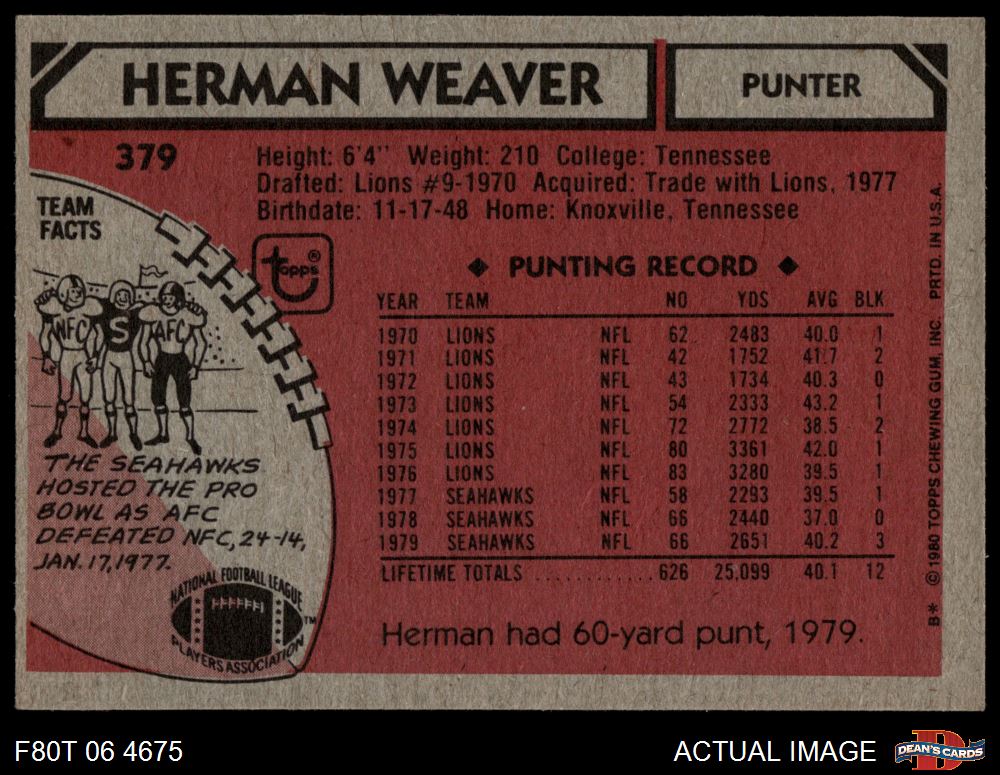 HERMAN WEAVER
PUNTER
379
Height: 6'4" Weight: 210 College: Tennessee
Drafted: Lions #9-1970 Acquired: Trade with Lions, 1977
Birthdate: 11-17-48 Home: Knoxville, Tennessee
TEAM
FACTS
topps®
NFC S AFC
THE SEAHAWKS
HOSTED THE PRO
BOWL AS AFC
DEFEATED NFC, 24-14,
JAN. 17, 1977.
NATIONAL FOOTBALL LEAGUE
PLAYERS ASSOCIATION
TM
◆ PUNTING RECORD ◆
YEAR TEAM NO YDS AVG BLK
1970 LIONS NFL 62 2483 40.0 1
1971 LIONS NFL 42 1752 41.7 2
1972 LIONS NFL 43 1734 40.3 0
1973 LIONS NFL 54 2333 43.2 1
1974 LIONS NFL 72 2772 38.5 2
1975 LIONS NFL 80 3361 42.0 1
1976 LIONS NFL 83 3280 39.5 1
1977 SEAHAWKS NFL 58 2293 39.5 1
1978 SEAHAWKS NFL 66 2440 37.0 0
1979 SEAHAWKS NFL 66 2651 40.2 3
LIFETIME TOTALS ............ 626 25,099 40.1 12
Herman had 60-yard punt, 1979.
B* © 1980 TOPPS CHEWING GUM, INC. PRTD. IN U.S.A.
F80T 06 4675
ACTUAL IMAGE
DEAN'S CARDS